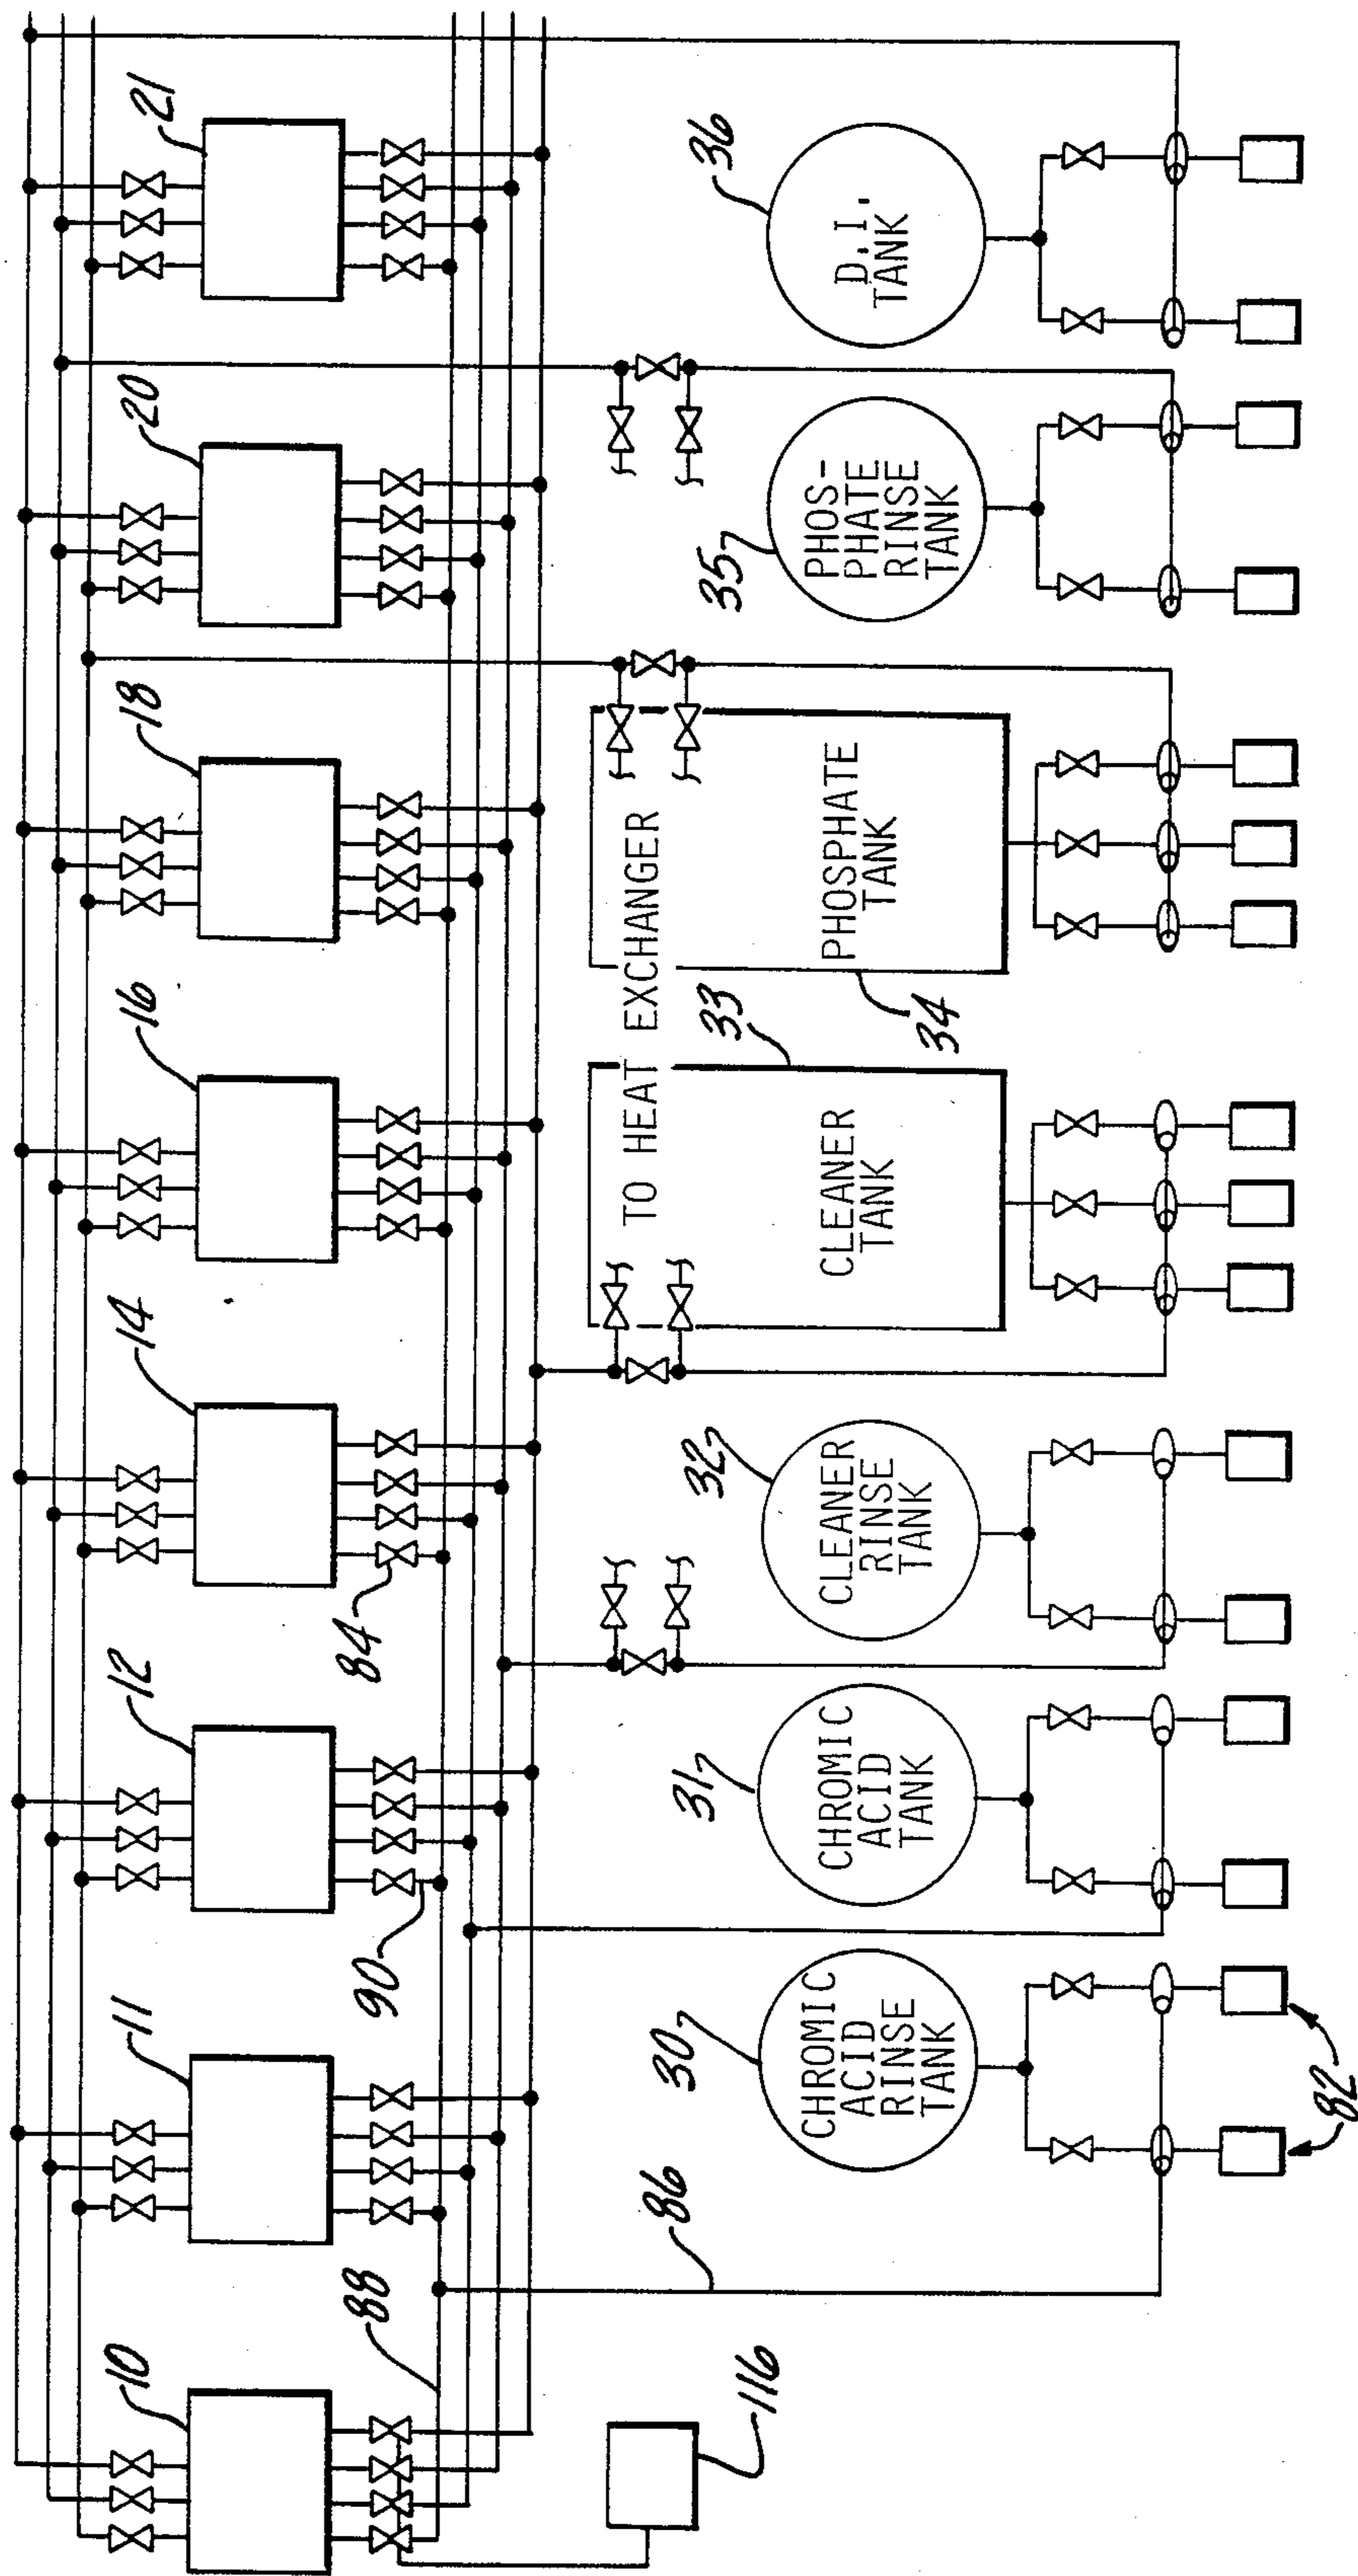 10
11
12
14
16
18
20
21
88
90
84
116
86
30
CHROMIC
ACID
RINSE
TANK
31
CHROMIC
ACID
TANK
32
CLEANER
RINSE
TANK
TO HEAT EXCHANGER
33
CLEANER
TANK
34
PHOSPHATE
TANK
35
PHOS-
PHATE
RINSE
TANK
36
D.I.
TANK
82